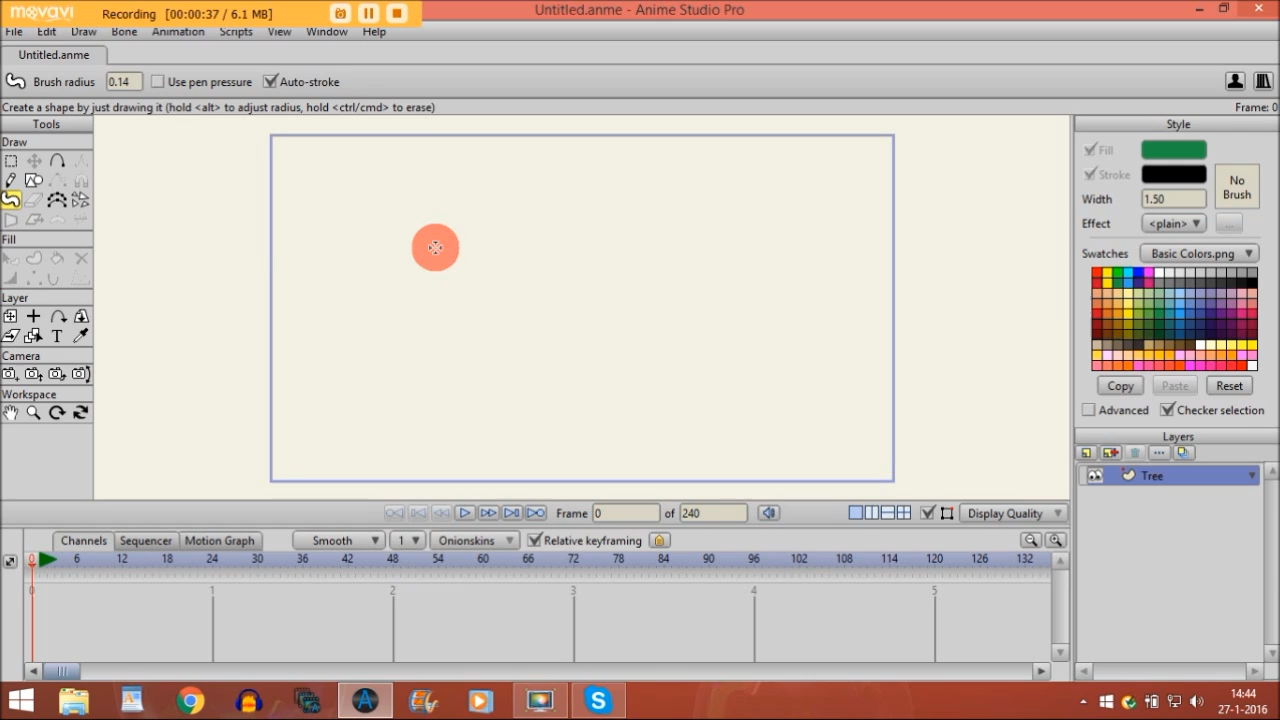 movavi Recording [00:00:37 / 6.1 MB]
Untitled.anme - Anime Studio Pro
File Edit Draw Bone Animation Scripts View Window Help
Untitled.anme
Brush radius 0.14 Use pen pressure Auto-stroke
Create a shape by just drawing it (hold <alt> to adjust radius, hold <ctrl/cmd> to erase) Frame: 0
Tools
Draw
Fill
Layer
T
Camera
Workspace
Style
Fill
Stroke
No
Brush
Width 1.50
Effect <plain> ...
Swatches Basic Colors.png
Copy Paste Reset
Advanced Checker selection
Layers
Tree
Frame 0 of 240 Display Quality
Channels Sequencer Motion Graph Smooth 1 Onionskins Relative keyframing
0 6 12 18 24 30 36 42 48 54 60 66 72 78 84 90 96 102 108 114 120 126 132
0 1 2 3 4 5
14:44
27-1-2016